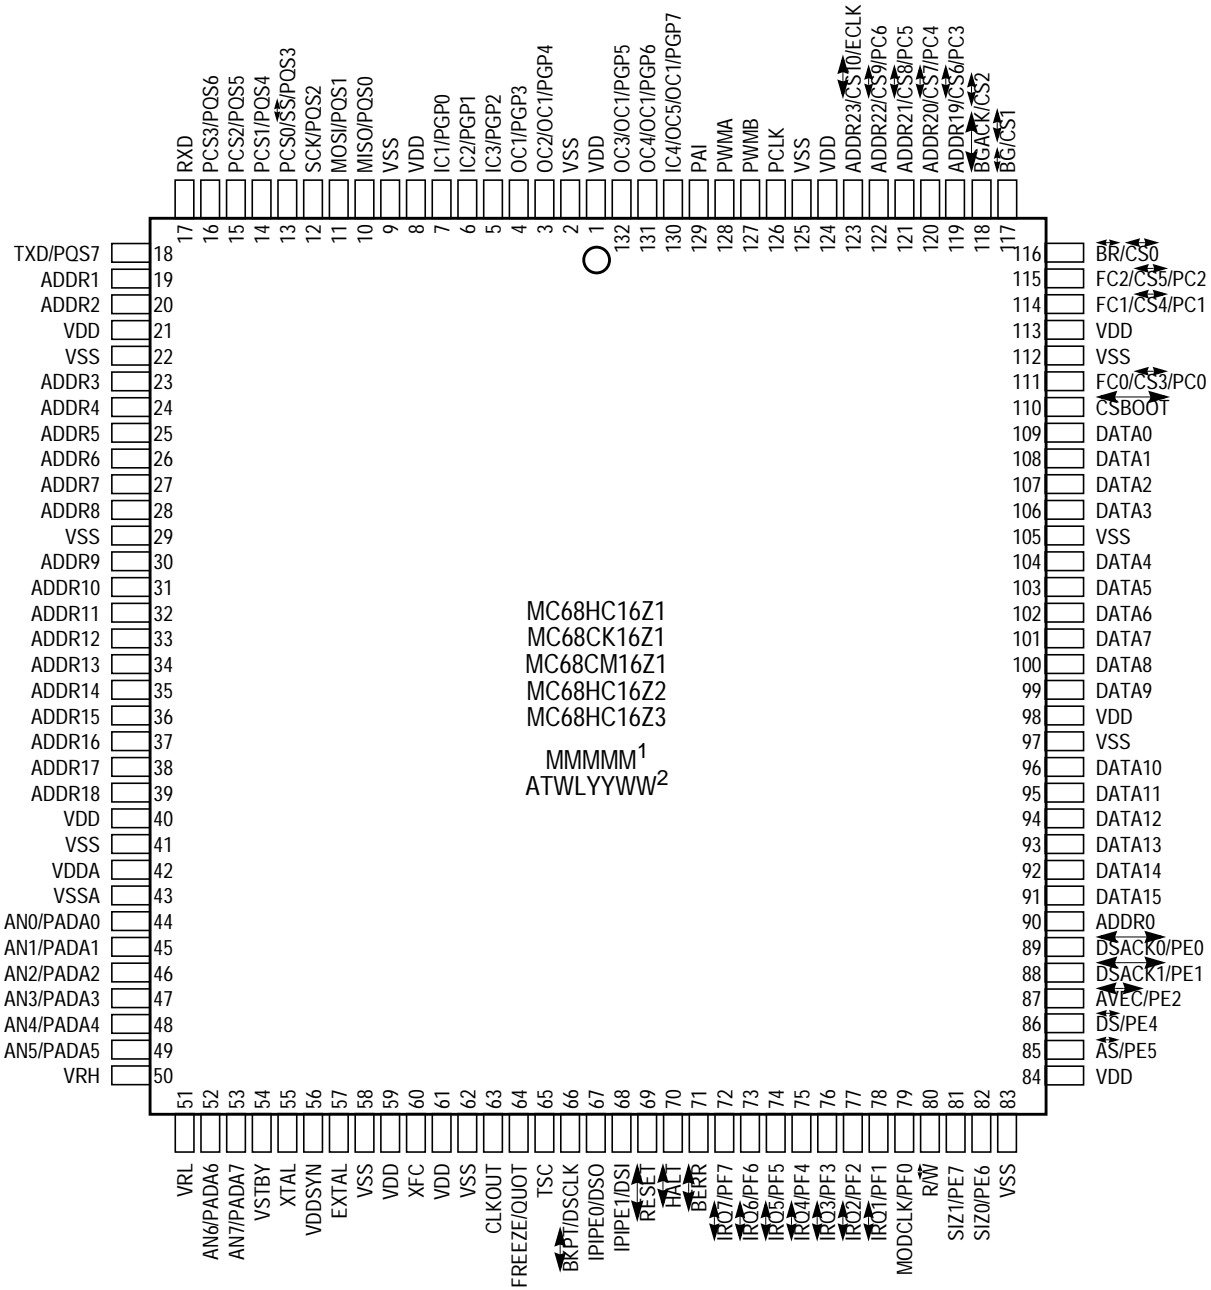 RXD
PCS3/PQS6
PCS2/PQS5
PCS1/PQS4
PCS0/SS/PQS3
SCK/PQS2
MOSI/PQS1
MISO/PQS0
VSS
VDD
IC1/PGP0
IC2/PGP1
IC3/PGP2
OC1/PGP3
OC2/OC1/PGP4
VSS
VDD
OC3/OC1/PGP5
OC4/OC1/PGP6
IC4/OC5/OC1/PGP7
PAI
PWMA
PWMB
PCLK
VSS
VDD
ADDR23/CS10/ECLK
ADDR22/CS9/PC6
ADDR21/CS8/PC5
ADDR20/CS7/PC4
ADDR19/CS6/PC3
BGACK/CS2
BG/CS1
17
16
15
14
13
12
11
10
9
8
7
6
5
4
3
2
1
132
131
130
129
128
127
126
125
124
123
122
121
120
119
118
117
TXD/PQS7 18
ADDR1 19
ADDR2 20
VDD 21
VSS 22
ADDR3 23
ADDR4 24
ADDR5 25
ADDR6 26
ADDR7 27
ADDR8 28
VSS 29
ADDR9 30
ADDR10 31
ADDR11 32
ADDR12 33
ADDR13 34
ADDR14 35
ADDR15 36
ADDR16 37
ADDR17 38
ADDR18 39
VDD 40
VSS 41
VDDA 42
VSSA 43
AN0/PADA0 44
AN1/PADA1 45
AN2/PADA2 46
AN3/PADA3 47
AN4/PADA4 48
AN5/PADA5 49
VRH 50
MC68HC16Z1
MC68CK16Z1
MC68CM16Z1
MC68HC16Z2
MC68HC16Z3
MMMMM1
ATWLYYWW2
116 BR/CS0
115 FC2/CS5/PC2
114 FC1/CS4/PC1
113 VDD
112 VSS
111 FC0/CS3/PC0
110 CSBOOT
109 DATA0
108 DATA1
107 DATA2
106 DATA3
105 VSS
104 DATA4
103 DATA5
102 DATA6
101 DATA7
100 DATA8
99 DATA9
98 VDD
97 VSS
96 DATA10
95 DATA11
94 DATA12
93 DATA13
92 DATA14
91 DATA15
90 ADDR0
89 DSACK0/PE0
88 DSACK1/PE1
87 AVEC/PE2
86 DS/PE4
85 AS/PE5
84 VDD
51
52
53
54
55
56
57
58
59
60
61
62
63
64
65
66
67
68
69
70
71
72
73
74
75
76
77
78
79
80
81
82
83
VRL
AN6/PADA6
AN7/PADA7
VSTBY
XTAL
VDDSYN
EXTAL
VSS
VDD
XFC
VDD
VSS
CLKOUT
FREEZE/QUOT
TSC
BKPT/DSCLK
IPIPE0/DSO
IPIPE1/DSI
RESET
HALT
BERR
IRQ7/PF7
IRQ6/PF6
IRQ5/PF5
IRQ4/PF4
IRQ3/PF3
IRQ2/PF2
IRQ1/PF1
MODCLK/PF0
R/W
SIZ1/PE7
SIZ0/PE6
VSS